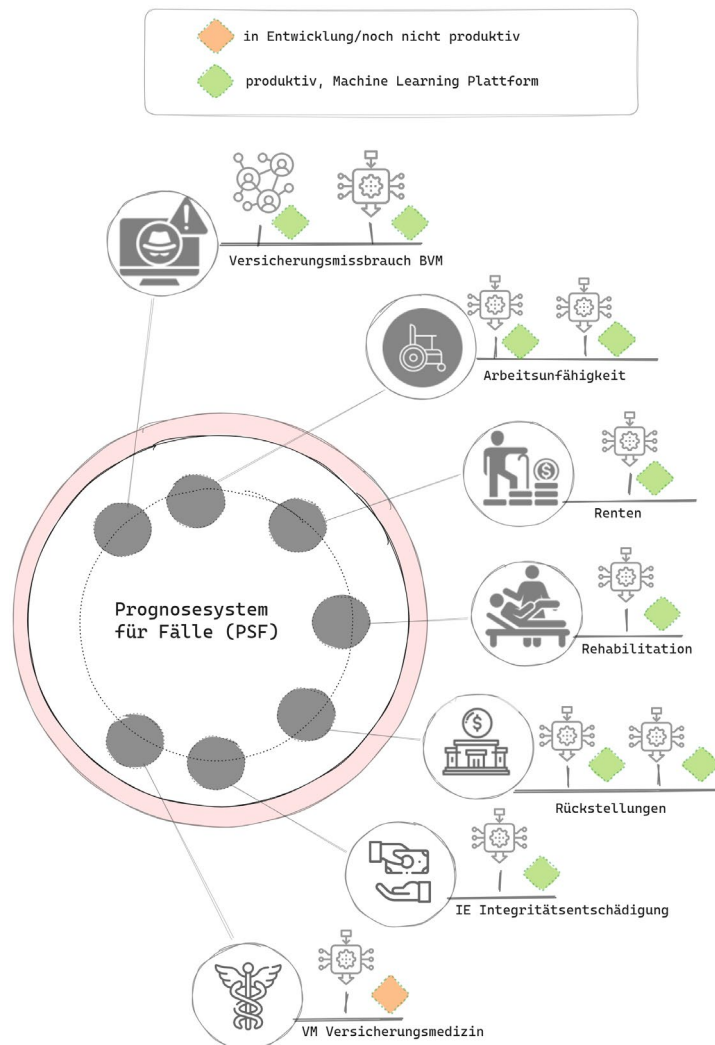 in Entwicklung/noch nicht produktiv
produktiv, Machine Learning Plattform
Versicherungsmissbrauch BVM
Arbeitsunfähigkeit
Renten
Rehabilitation
Prognosesystem
für Fälle (PSF)
Rückstellungen
IE Integritätsentschädigung
VM Versicherungsmedizin